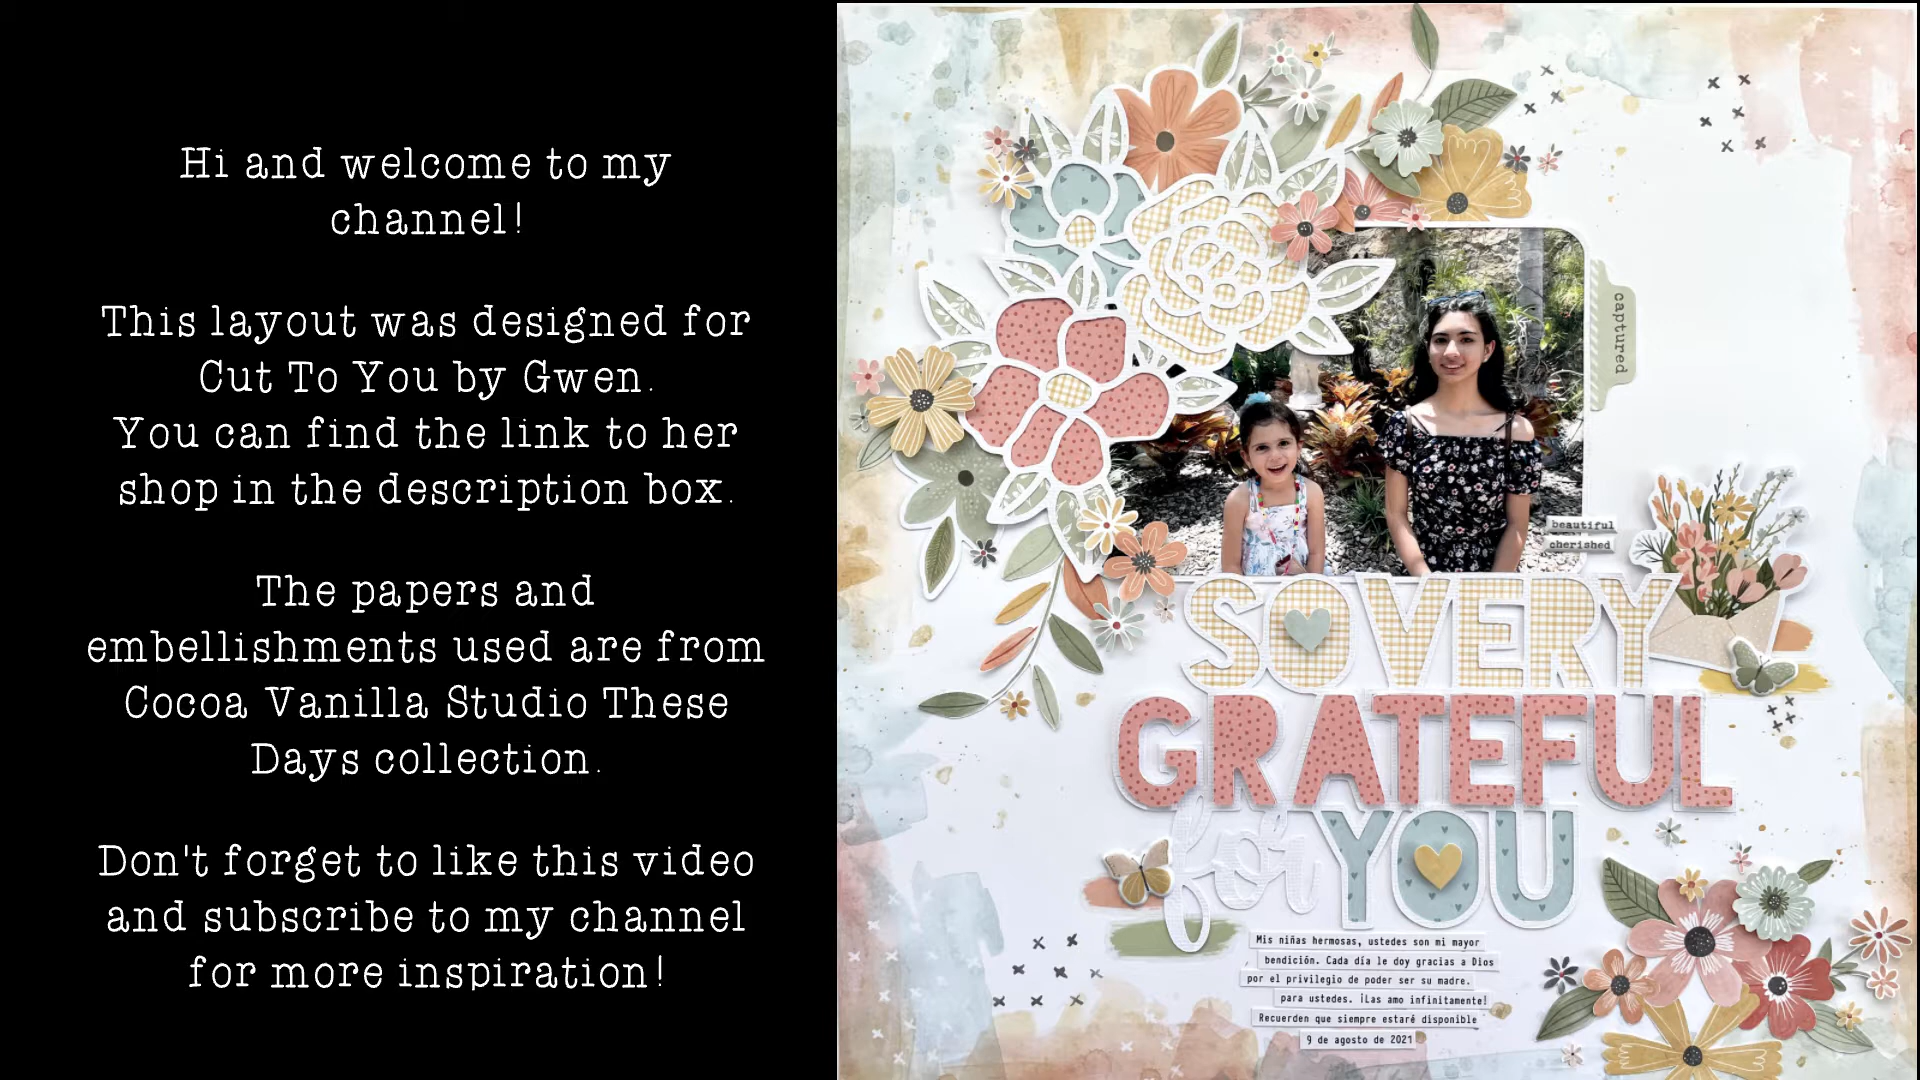 Hi and welcome to my
channel!
This layout was designed for
Cut To You by Gwen.
You can find the link to her
shop in the description box.
The papers and
embellishments used are from
Cocoa Vanilla Studio These
Days collection.
Don't forget to like this video
and subscribe to my channel
for more inspiration!
captured
beautiful
cherished
SO VERY
GRATEFUL
for YOU
Mis niñas hermosas, ustedes son mi mayor
bendición. Cada día le doy gracias a Dios
por el privilegio de poder ser su madre.
para ustedes. ¡Las amo infinitamente!
Recuerden que siempre estaré disponible
9 de agosto de 2021